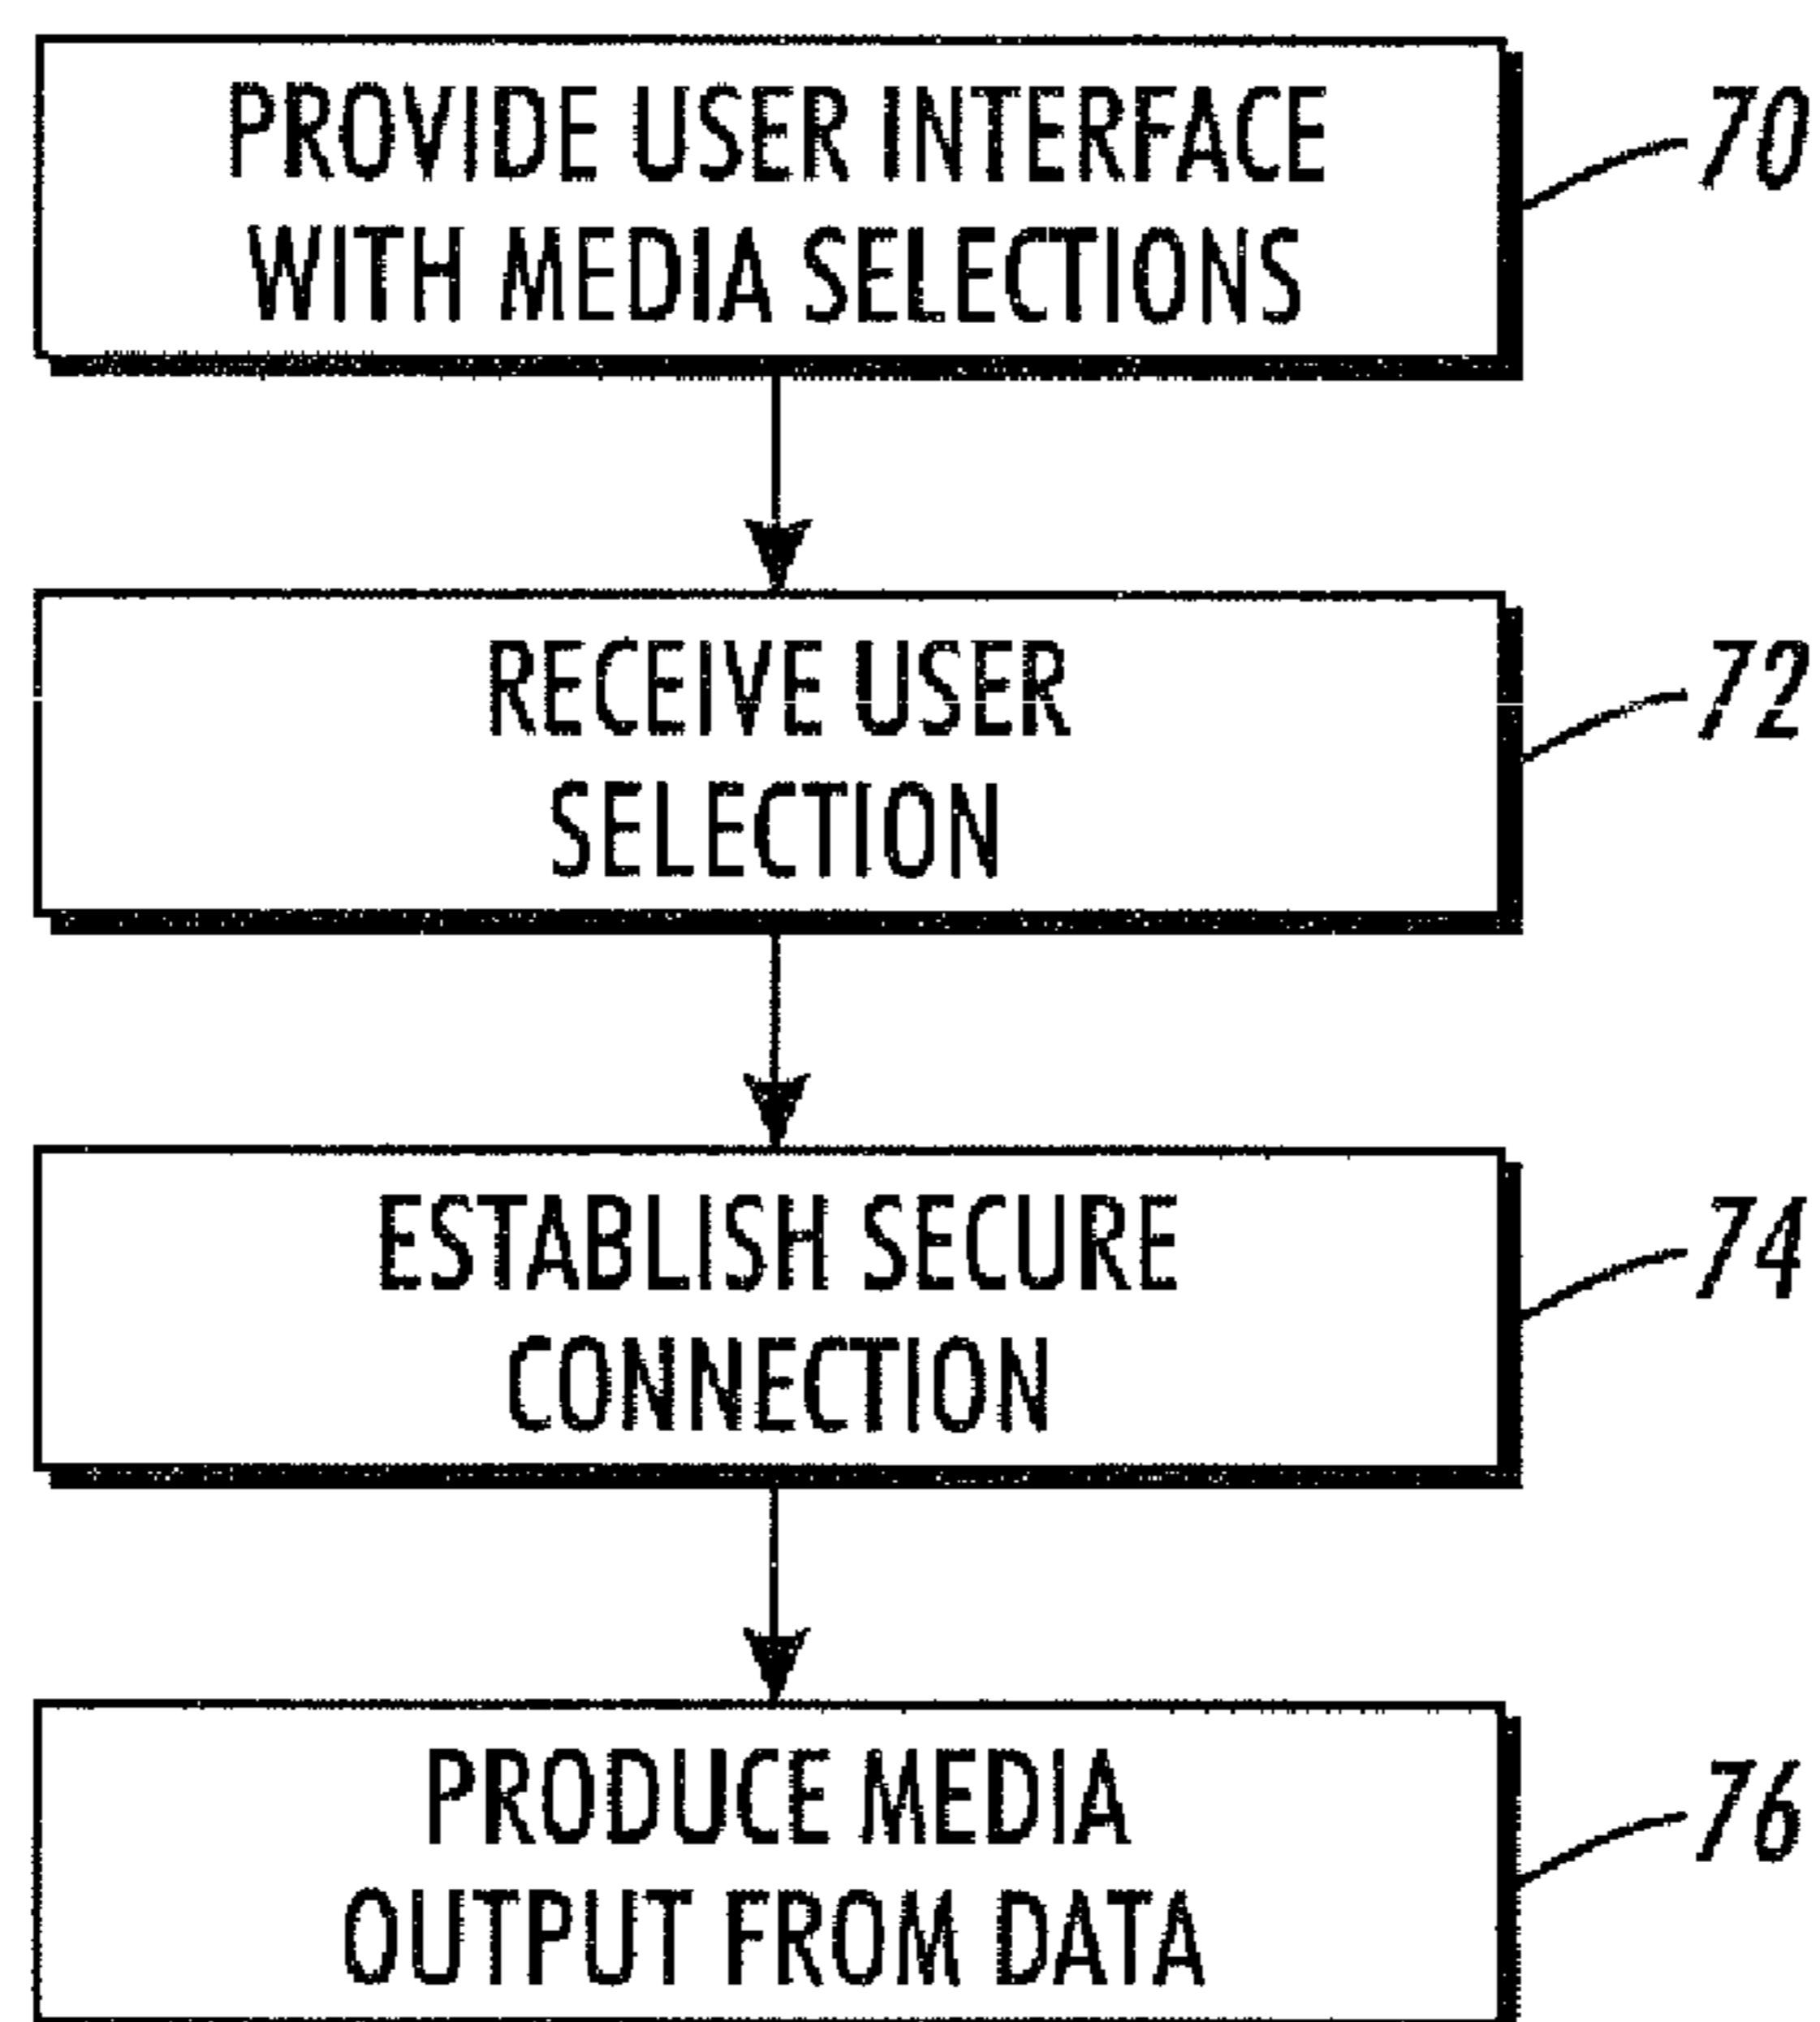 PROVIDE USER INTERFACE
WITH MEDIA SELECTIONS
70
RECEIVE USER
SELECTION
72
ESTABLISH SECURE
CONNECTION
74
PRODUCE MEDIA
OUTPUT FROM DATA
76